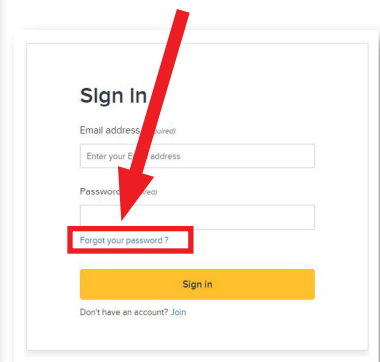 Sign in
Email address
Enter your address
Password
Forgot your password ?
Sign in
Don't have an account? Join